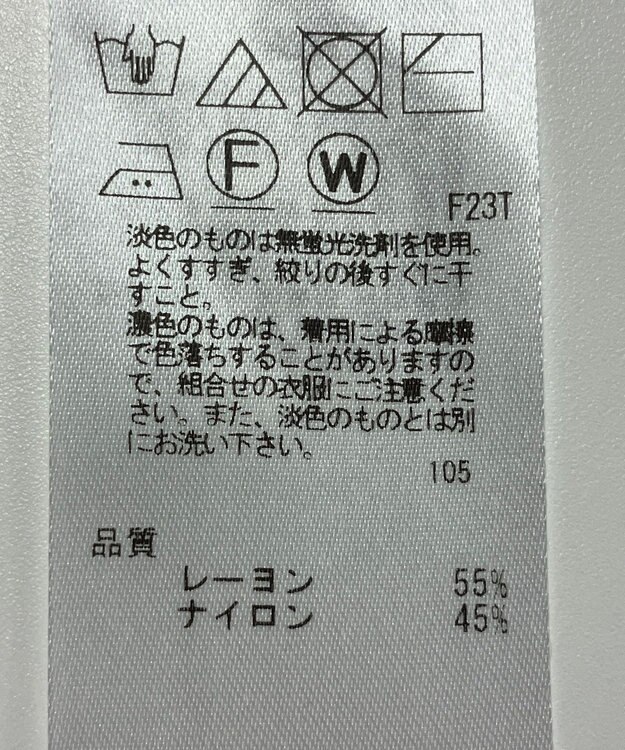 F W
F23T
淡色のものは無蛍光洗剤を使用。
よくすすぎ、絞りの後すぐに干
すこと。
濃色のものは、着用による摩擦
で色落ちすることがありますの
で、組合せの衣服にご注意くだ
さい。また、淡色のものとは別
にお洗い下さい。
105
品質
レーヨン 55%
ナイロン 45%